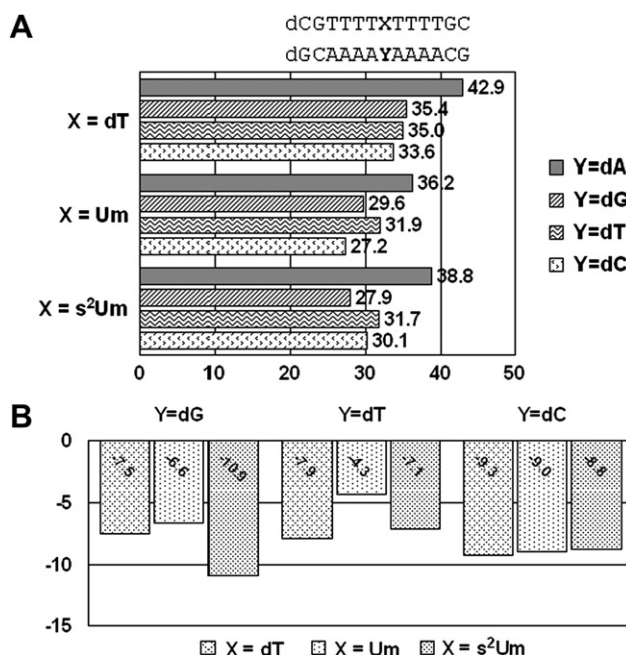 A
dCGTTTTXTTTTGC
dGCAAAAYAAAACG
X = dT
42.9
35.4
35.0
33.6
X = Um
36.2
29.6
31.9
27.2
X = s²Um
38.8
27.9
31.7
30.1
0 10 20 30 40 50
Y=dA
Y=dG
Y=dT
Y=dC
B
Y=dG Y=dT Y=dC
0
-5
-10
-15
-7.5 -6.6 -10.9 -7.9 -4.3 -7.1 -9.3 -9.0 -8.8
X = dT X = Um X = s²Um